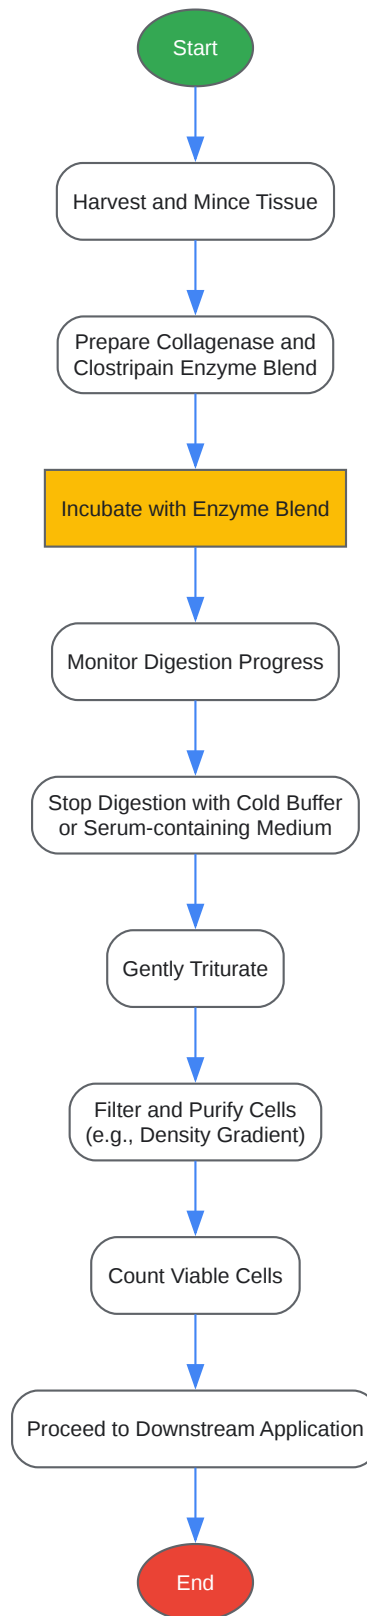 Start
Harvest and Mince Tissue
Prepare Collagenase and
Clostripain Enzyme Blend
Incubate with Enzyme Blend
Monitor Digestion Progress
Stop Digestion with Cold Buffer
or Serum-containing Medium
Gently Triturate
Filter and Purify Cells
(e.g., Density Gradient)
Count Viable Cells
Proceed to Downstream Application
End